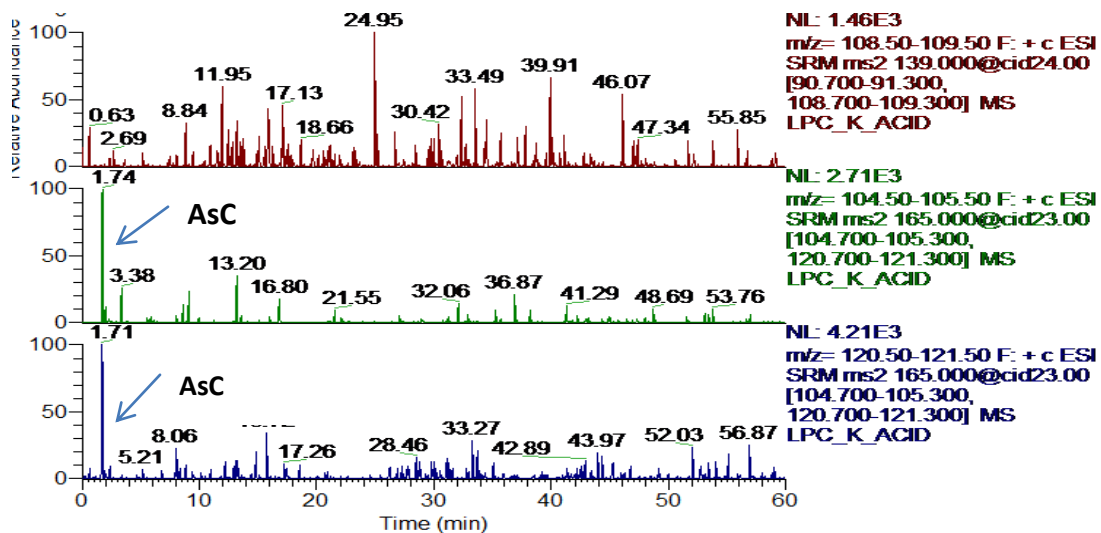 Relative Abundance
100
50
0
24.95
11.95
39.91
33.49
46.07
17.13
8.84
30.42
0.63
18.66
2.69
47.34
55.85
NL: 1.46E3
m/z= 108.50-109.50 F: + c ESI
SRM ms2 139.000@cid24.00
[90.700-91.300,
108.700-109.300] MS
LPC_K_ACID
100
50
0
1.74
AsC
3.38
13.20
16.80
21.55
32.06
36.87
41.29
48.69
53.76
NL: 2.71E3
m/z= 104.50-105.50 F: + c ESI
SRM ms2 165.000@cid23.00
[104.700-105.300,
120.700-121.300] MS
LPC_K_ACID
100
50
0
1.71
AsC
5.21
8.06
17.26
28.46
33.27
42.89
43.97
52.03
56.87
NL: 4.21E3
m/z= 120.50-121.50 F: + c ESI
SRM ms2 165.000@cid23.00
[104.700-105.300,
120.700-121.300] MS
LPC_K_ACID
0 10 20 30 40 50 60
Time (min)